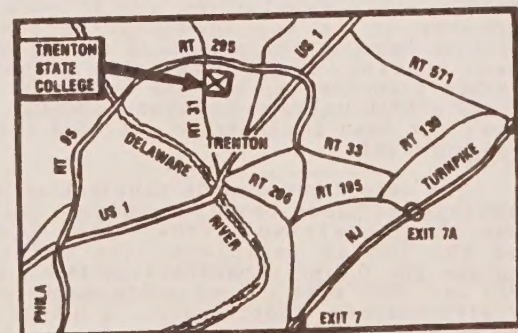 TRENTON
STATE
COLLEGE
RT 295
US 1
RT 571
RT 31
TRENTON
RT 130
RT 33
RT 95
DELAWARE
TURNPIKE
RT 206
RT 195
US 1
RIVER
NJ
EXIT 7A
PHILA
EXIT 7